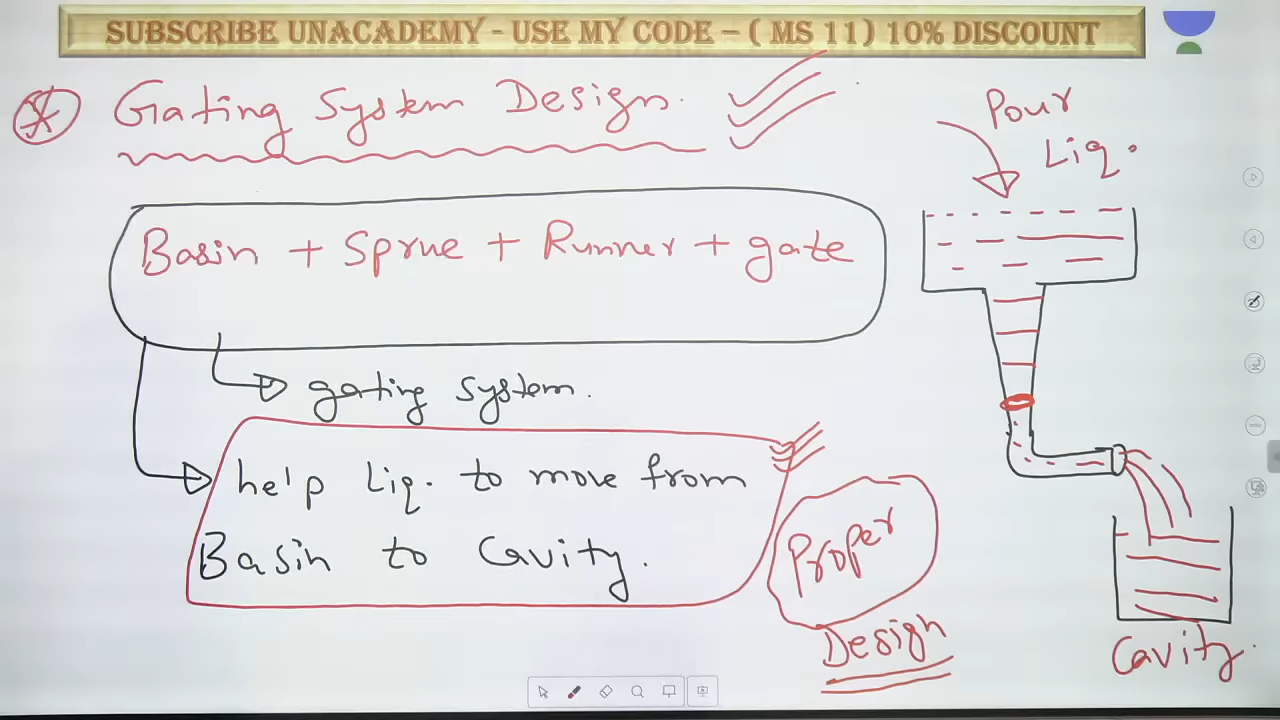 SUBSCRIBE UNACADEMY - USE MY CODE – ( MS 11) 10% DISCOUNT
Gating System Design.
Pour
Liq.
Basin + Sprue + Runner + gate
gating system.
help Liq. to move from
Basin to Cavity.
Proper
Design
Cavity.